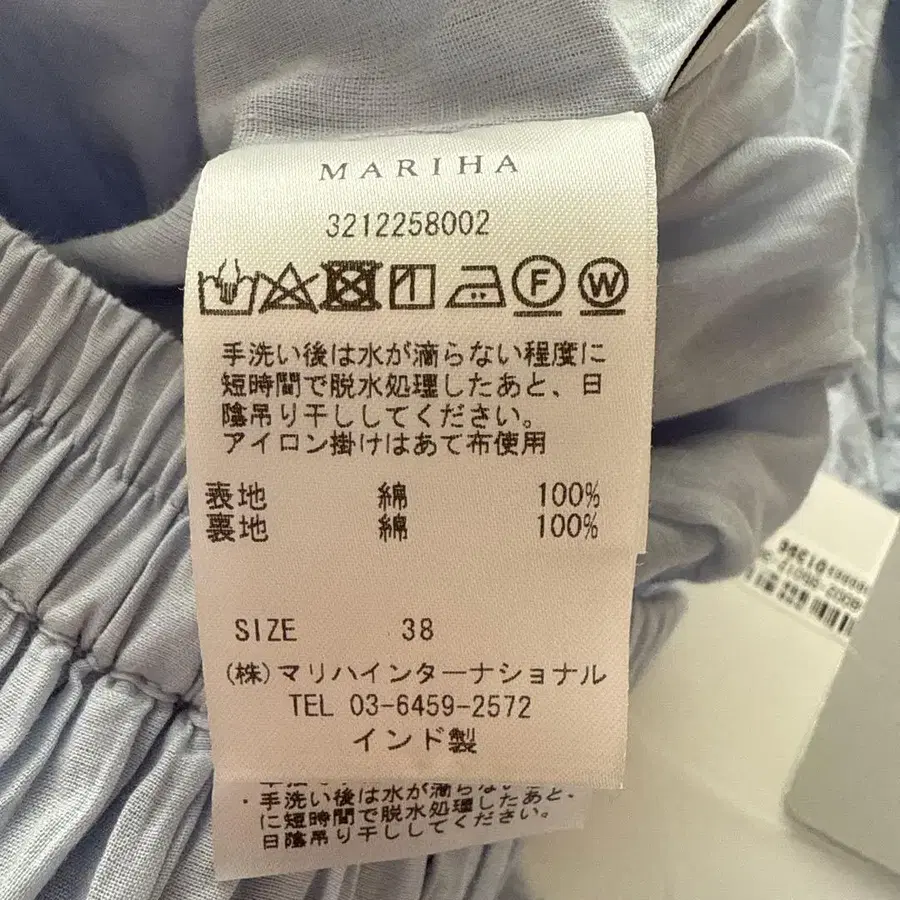 MARIHA
3212258002
F W
手洗い後は水が滴らない程度に
短時間で脱水処理したあと、日
陰吊り干ししてください。
アイロン掛けはあて布使用
表地 綿 100%
裏地 綿 100%
SIZE 38
(株)マリハインターナショナル
TEL 03-6459-2572
インド製
・手洗い後は水が滴らない
に短時間で脱水処理したあと、
日陰吊り干ししてください。